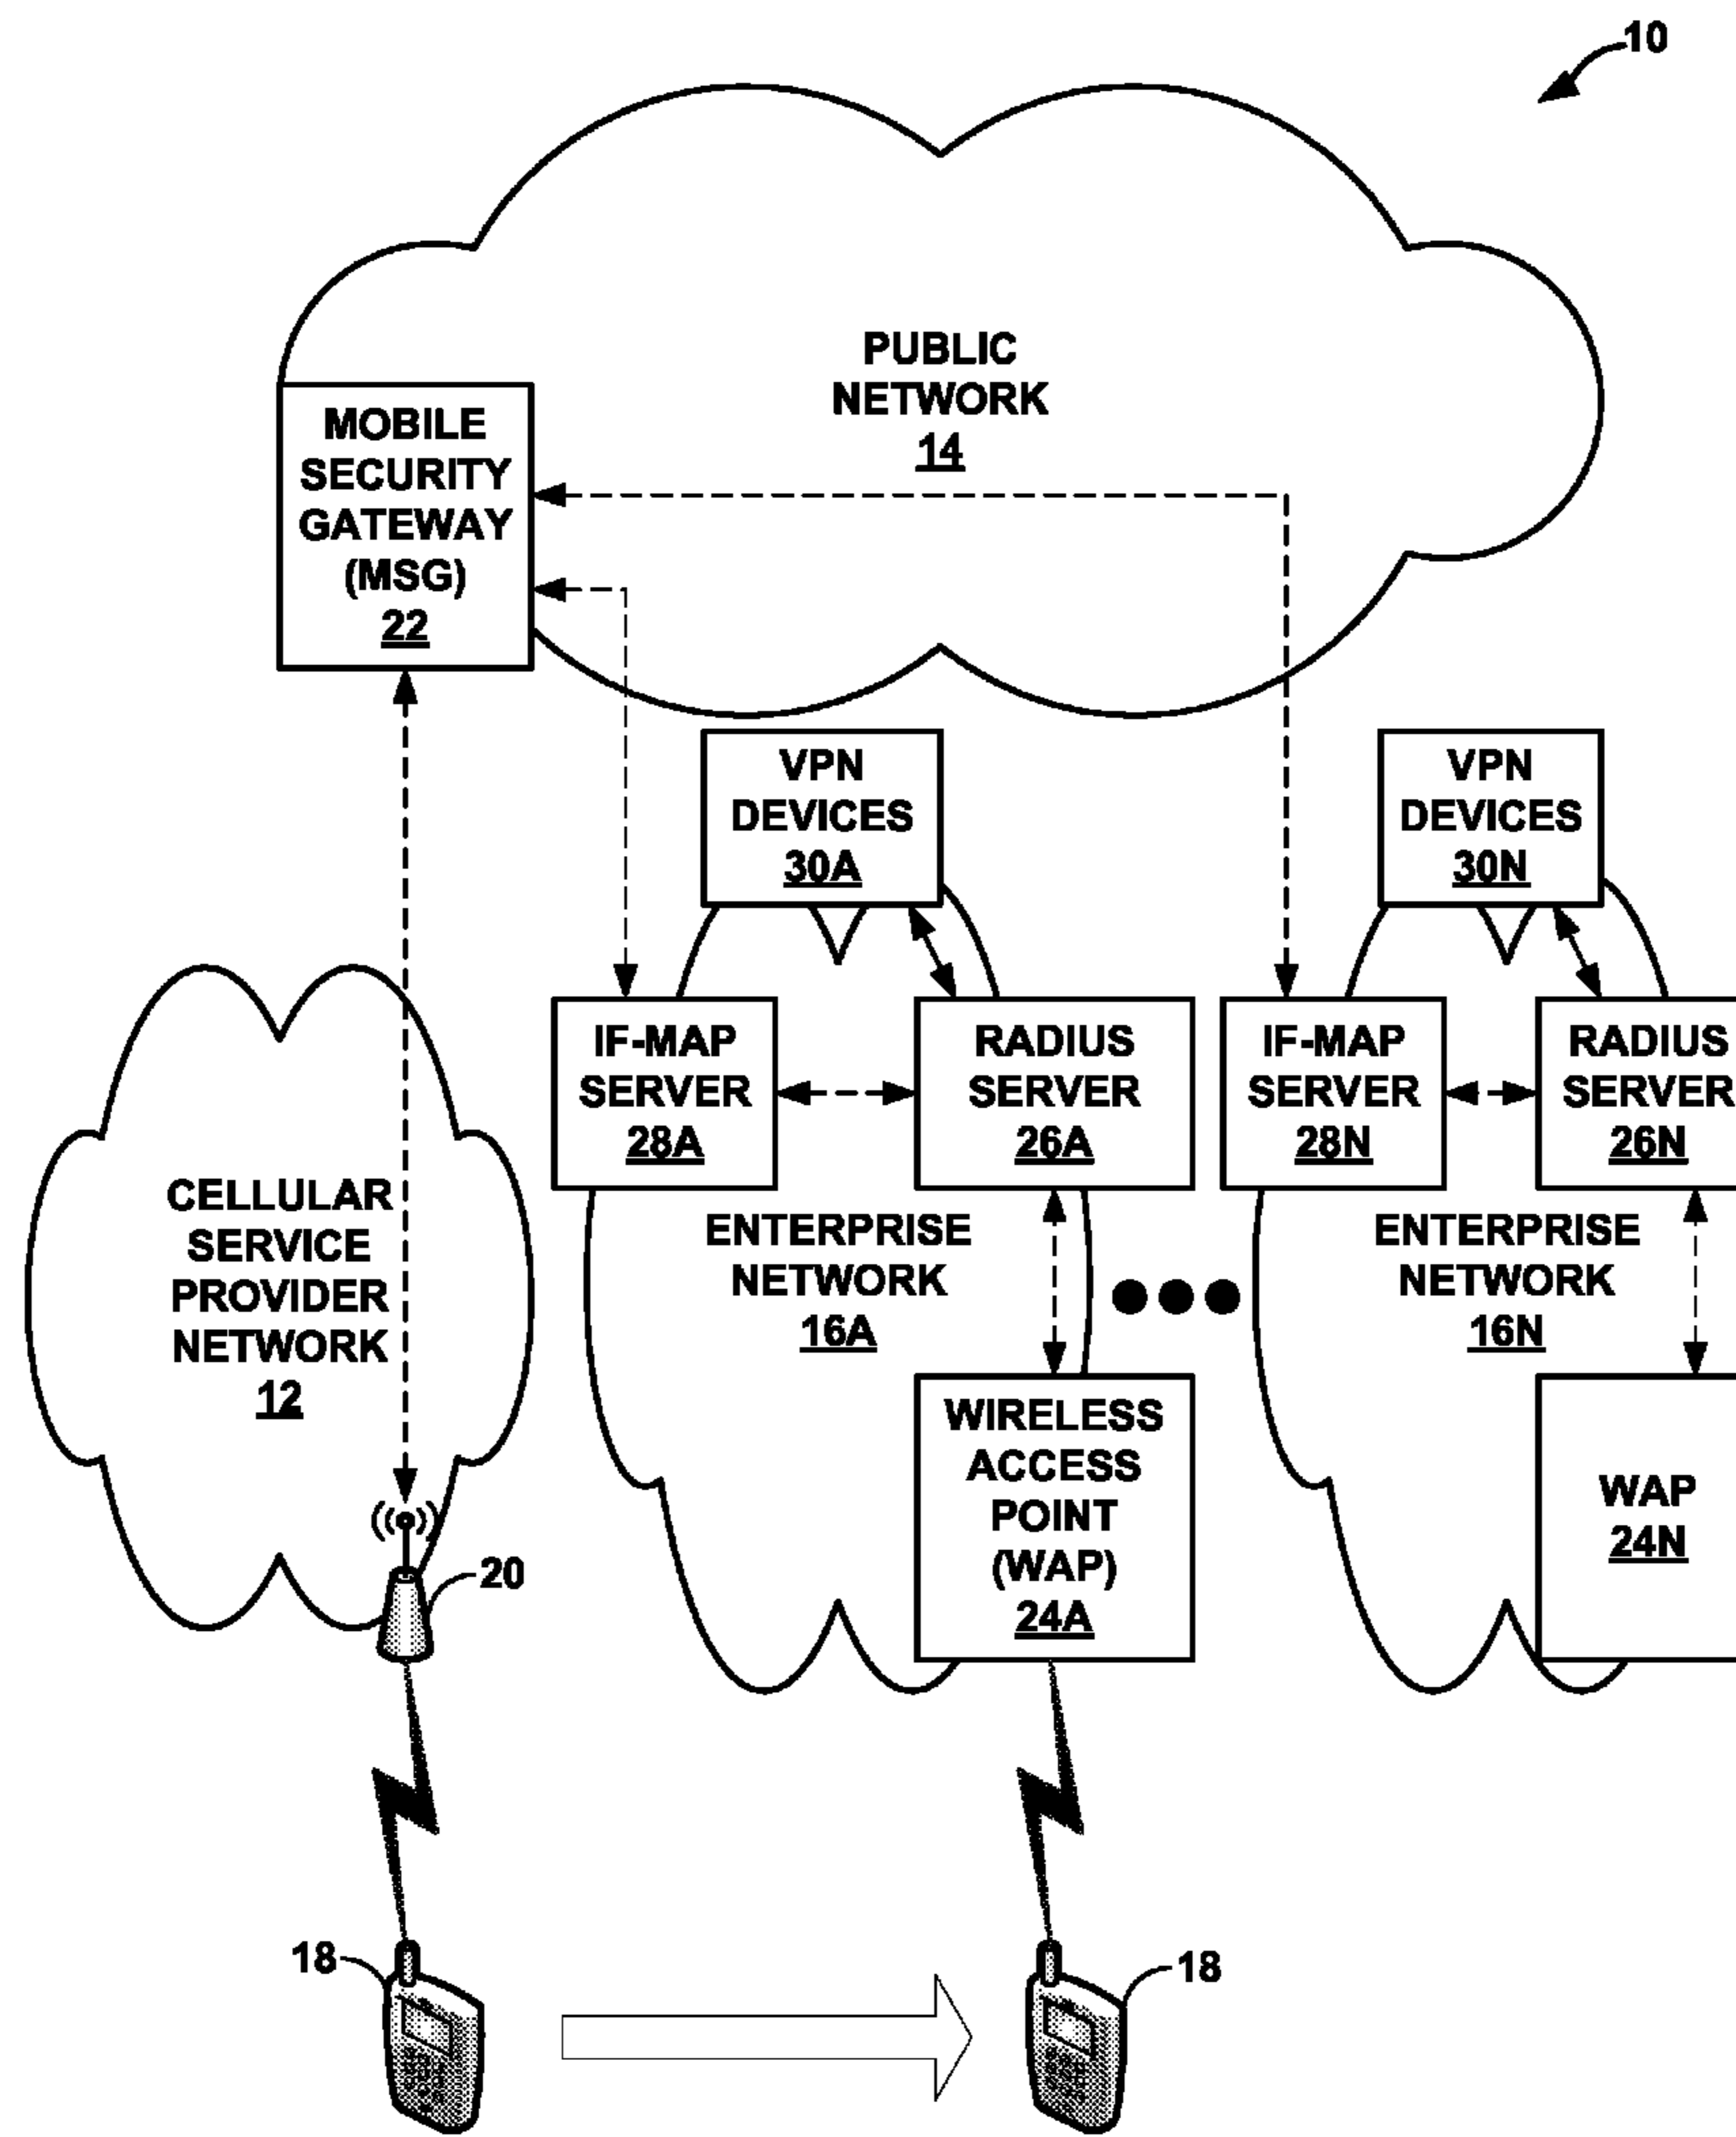 10
PUBLIC
NETWORK
14
MOBILE
SECURITY
GATEWAY
(MSG)
22
VPN
DEVICES
30A
VPN
DEVICES
30N
IF-MAP
SERVER
28A
RADIUS
SERVER
26A
IF-MAP
SERVER
28N
RADIUS
SERVER
26N
CELLULAR
SERVICE
PROVIDER
NETWORK
12
ENTERPRISE
NETWORK
16A
ENTERPRISE
NETWORK
16N
WIRELESS
ACCESS
POINT
(WAP)
24A
WAP
24N
20
18
18